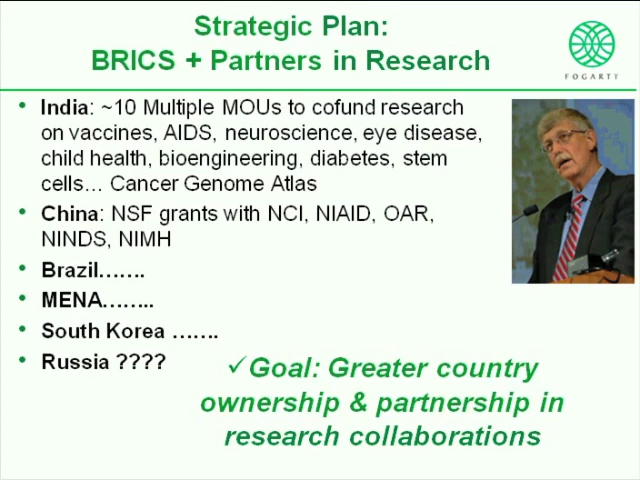 Strategic Plan:
BRICS + Partners in Research
FOGARTY
• India: ~10 Multiple MOUs to cofund research
on vaccines, AIDS, neuroscience, eye disease,
child health, bioengineering, diabetes, stem
cells… Cancer Genome Atlas
• China: NSF grants with NCI, NIAID, OAR,
NINDS, NIMH
• Brazil…….
• MENA……..
• South Korea …….
• Russia ????
✓Goal: Greater country
ownership & partnership in
research collaborations